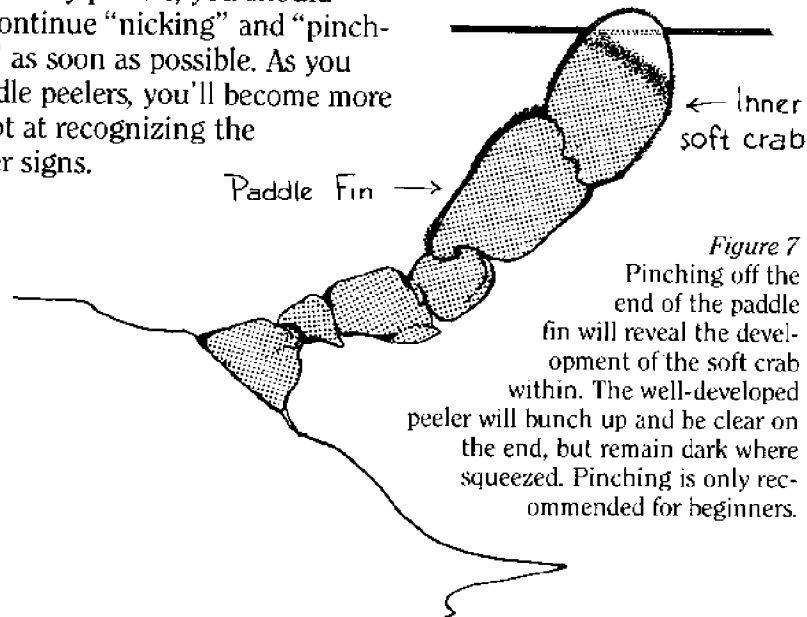 you should
ontinue “nicking” and “pinch-
” as soon as possible. As you
dle peelers, you'll become more
at recognizing the
r signs.
Paddle Fin
Inner
soft crab
Figure 7
Pinching off the
end of the paddle
fin will reveal the devel-
opment of the soft crab
within. The well-developed
peeler will bunch up and be clear on
the end, but remain dark where
squeezed. Pinching is only rec-
ommended for beginners.